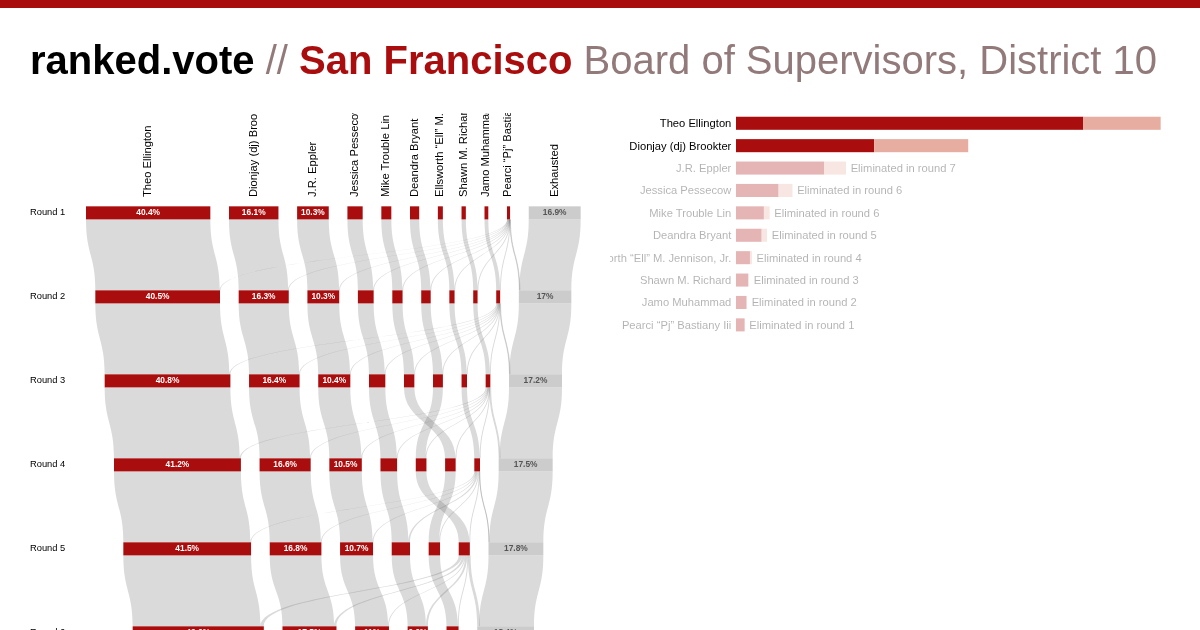 ranked.vote // San Francisco Board of Supervisors, District 10
Theo Ellington
Dionjay (dj) Broo
J.R. Eppler
Jessica Pesseco
Mike Trouble Lin
Deandra Bryant
Ellsworth “Ell” M.
Shawn M. Richar
Jamo Muhamma
Pearci “Pj” Bastia
Exhausted
Round 1
40.4%
16.1%
10.3%
16.9%
Round 2
40.5%
16.3%
10.3%
17%
Round 3
40.8%
16.4%
10.4%
17.2%
Round 4
41.2%
16.6%
10.5%
17.5%
Round 5
41.5%
16.8%
10.7%
17.8%
Theo Ellington
Dionjay (dj) Brookter
J.R. Eppler Eliminated in round 7
Jessica Pessecow Eliminated in round 6
Mike Trouble Lin Eliminated in round 6
Deandra Bryant Eliminated in round 5
orth “Ell” M. Jennison, Jr. Eliminated in round 4
Shawn M. Richard Eliminated in round 3
Jamo Muhammad Eliminated in round 2
Pearci “Pj” Bastiany Iii Eliminated in round 1